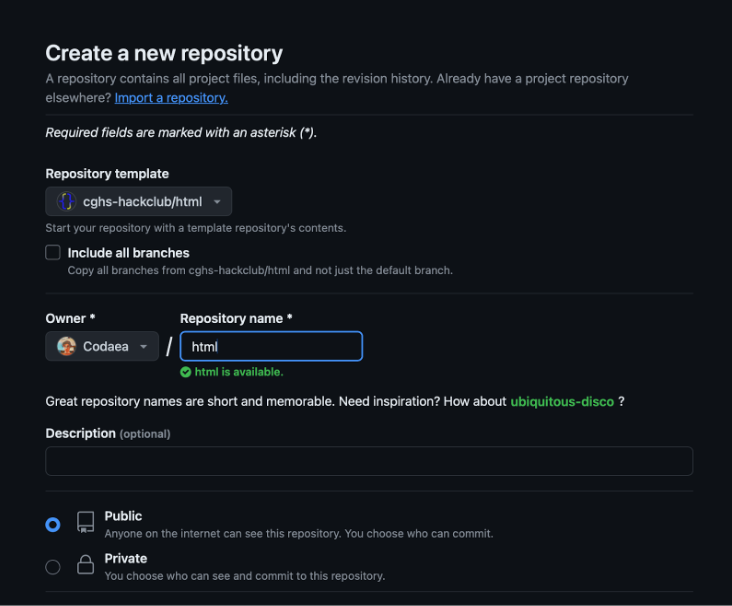 Create a new repository
A repository contains all project files, including the revision history. Already have a project repository
elsewhere? Import a repository.
Required fields are marked with an asterisk (*).
Repository template
cghs-hackclub/html
Start your repository with a template repository's contents.
Include all branches
Copy all branches from cghs-hackclub/html and not just the default branch.
Owner * Repository name *
Codaea / html
html is available.
Great repository names are short and memorable. Need inspiration? How about ubiquitous-disco ?
Description (optional)
Public
Anyone on the internet can see this repository. You choose who can commit.
Private
You choose who can see and commit to this repository.